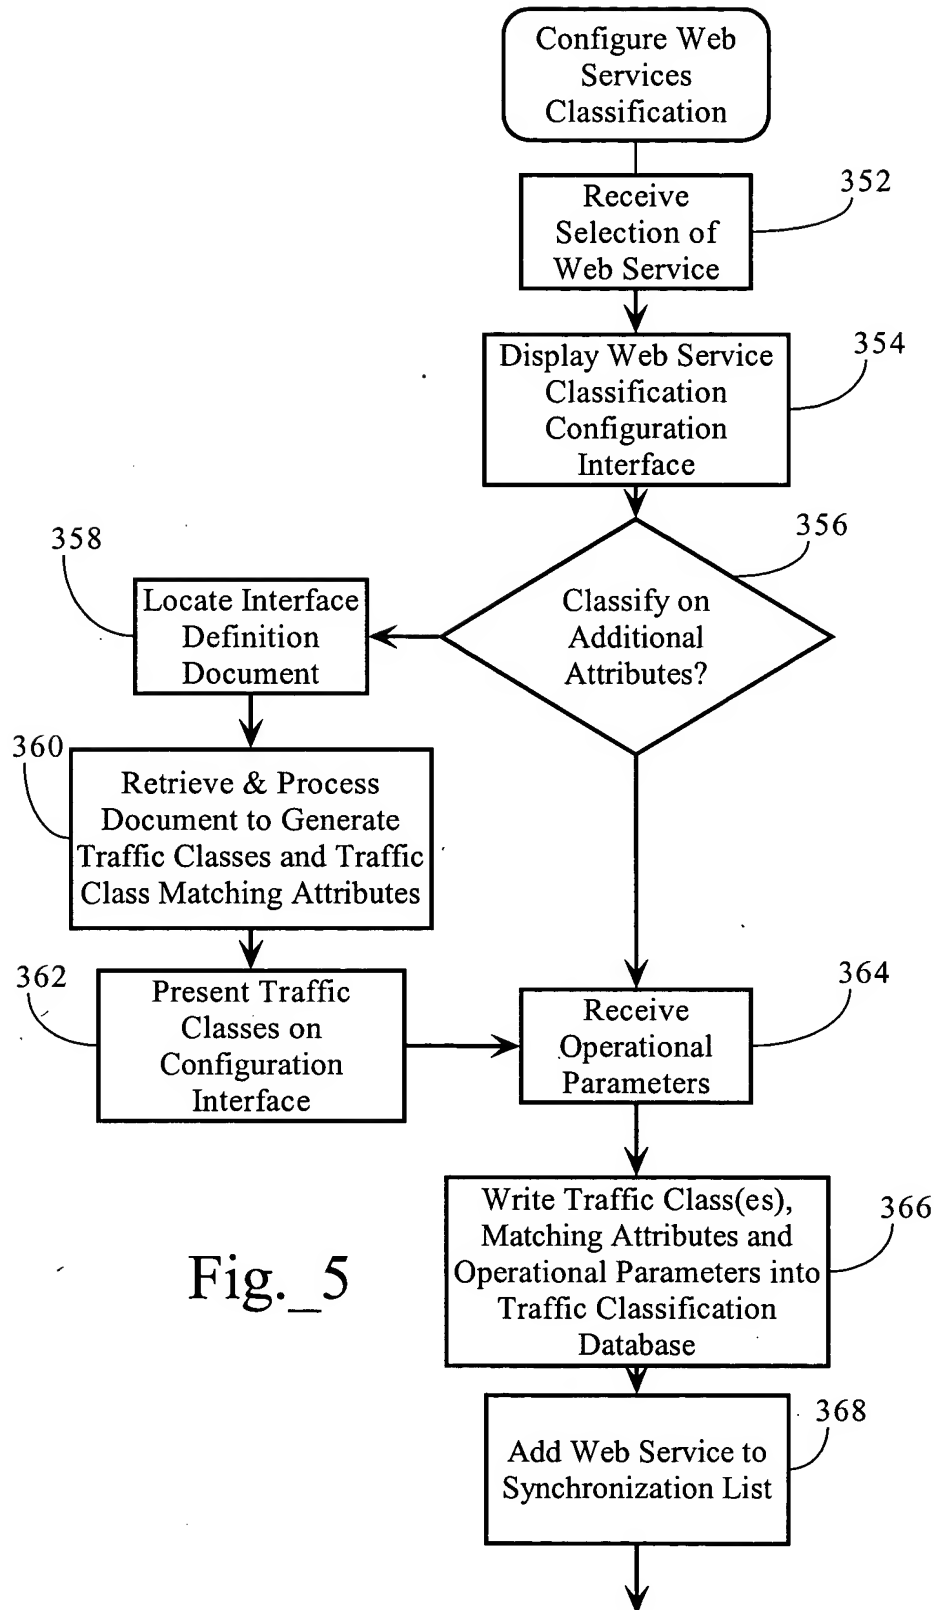 Configure Web
Services
Classification
352
Receive
Selection of
Web Service
354
Display Web Service
Classification
Configuration
Interface
356
Classify on
Additional
Attributes?
358
Locate Interface
Definition
Document
360
Retrieve & Process
Document to Generate
Traffic Classes and Traffic
Class Matching Attributes
362
Present Traffic
Classes on
Configuration
Interface
364
Receive
Operational
Parameters
366
Write Traffic Class(es),
Matching Attributes and
Operational Parameters into
Traffic Classification
Database
368
Add Web Service to
Synchronization List
Fig._5